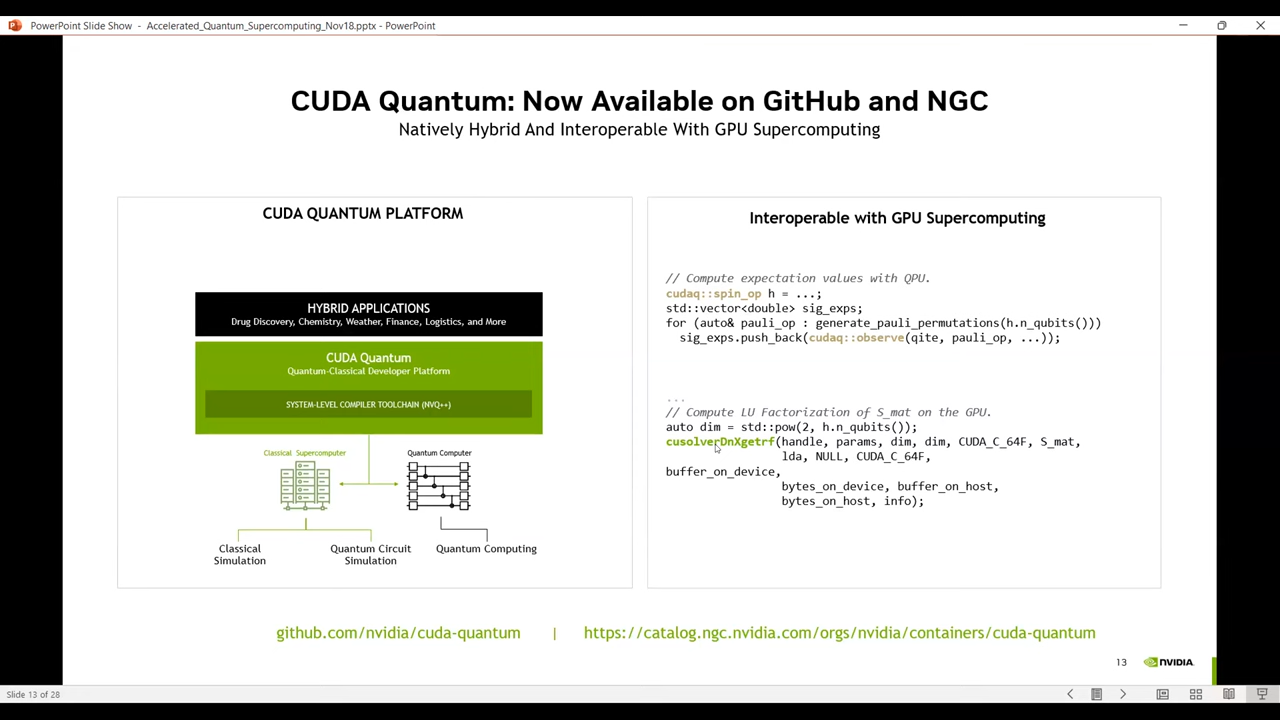 PowerPoint Slide Show - Accelerated_Quantum_Supercomputing_Nov18.pptx - PowerPoint
CUDA Quantum: Now Available on GitHub and NGC
Natively Hybrid And Interoperable With GPU Supercomputing
CUDA QUANTUM PLATFORM
HYBRID APPLICATIONS
Drug Discovery, Chemistry, Weather, Finance, Logistics, and More
CUDA Quantum
Quantum-Classical Developer Platform
SYSTEM-LEVEL COMPILER TOOLCHAIN (NVQ++)
Classical Supercomputer
Quantum Computer
Classical
Simulation
Quantum Circuit
Simulation
Quantum Computing
Interoperable with GPU Supercomputing
// Compute expectation values with QPU.
cudaq::spin_op h = ...;
std::vector<double> sig_exps;
for (auto& pauli_op : generate_pauli_permutations(h.n_qubits()))
sig_exps.push_back(cudaq::observe(qite, pauli_op, ...));
...
// Compute LU Factorization of S_mat on the GPU.
auto dim = std::pow(2, h.n_qubits());
cusolverDnXgetrf(handle, params, dim, dim, CUDA_C_64F, S_mat,
lda, NULL, CUDA_C_64F,
buffer_on_device,
bytes_on_device, buffer_on_host,
bytes_on_host, info);
github.com/nvidia/cuda-quantum | https://catalog.ngc.nvidia.com/orgs/nvidia/containers/cuda-quantum
13 NVIDIA.
Slide 13 of 28